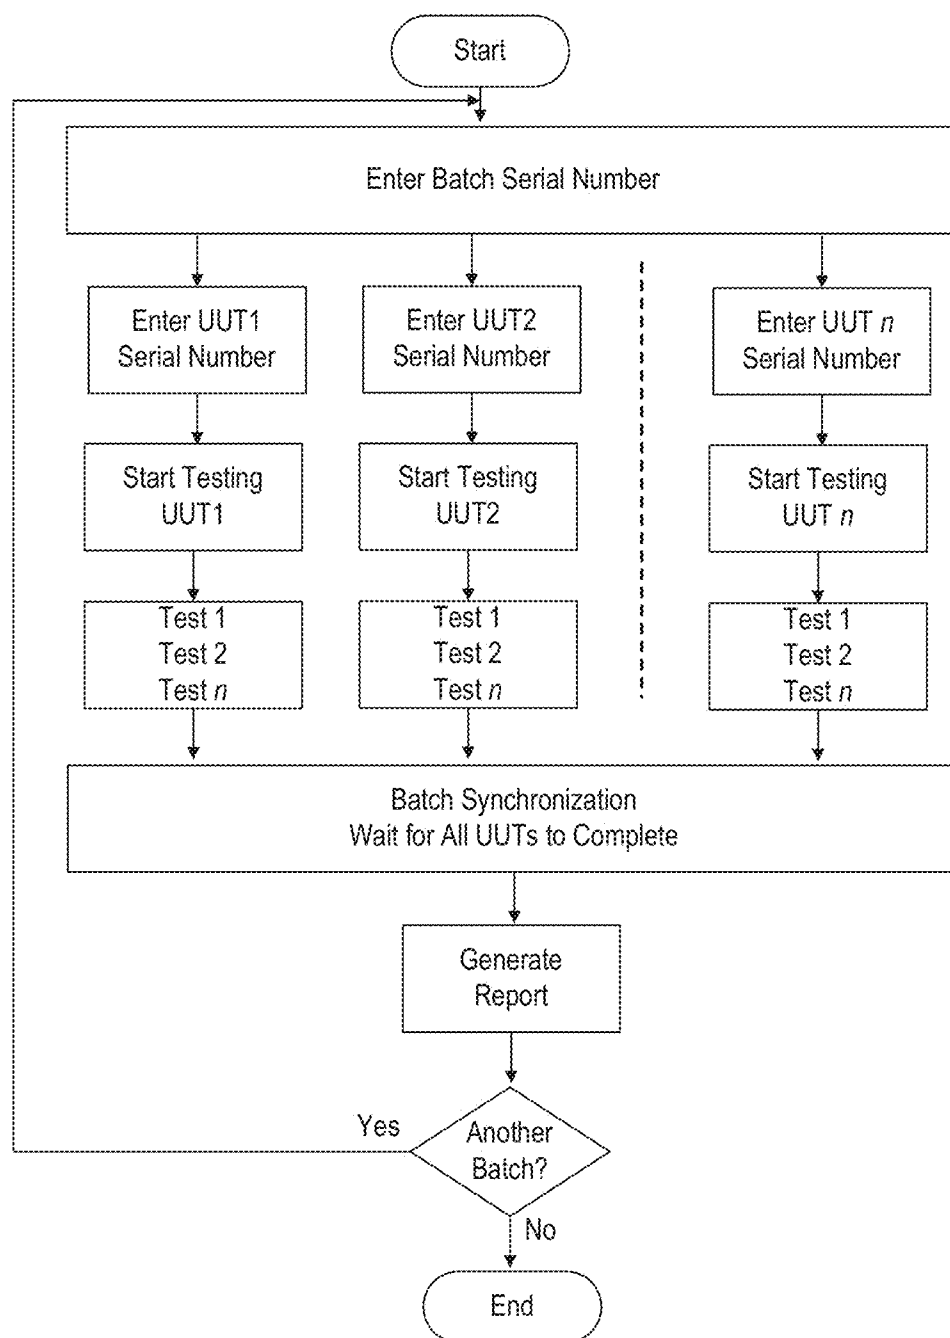 Start
Enter Batch Serial Number
Enter UUT1
Serial Number
Enter UUT2
Serial Number
Enter UUT n
Serial Number
Start Testing
UUT1
Start Testing
UUT2
Start Testing
UUT n
Test 1
Test 2
Test n
Test 1
Test 2
Test n
Test 1
Test 2
Test n
Batch Synchronization
Wait for All UUTs to Complete
Generate
Report
Another
Batch?
Yes
No
End